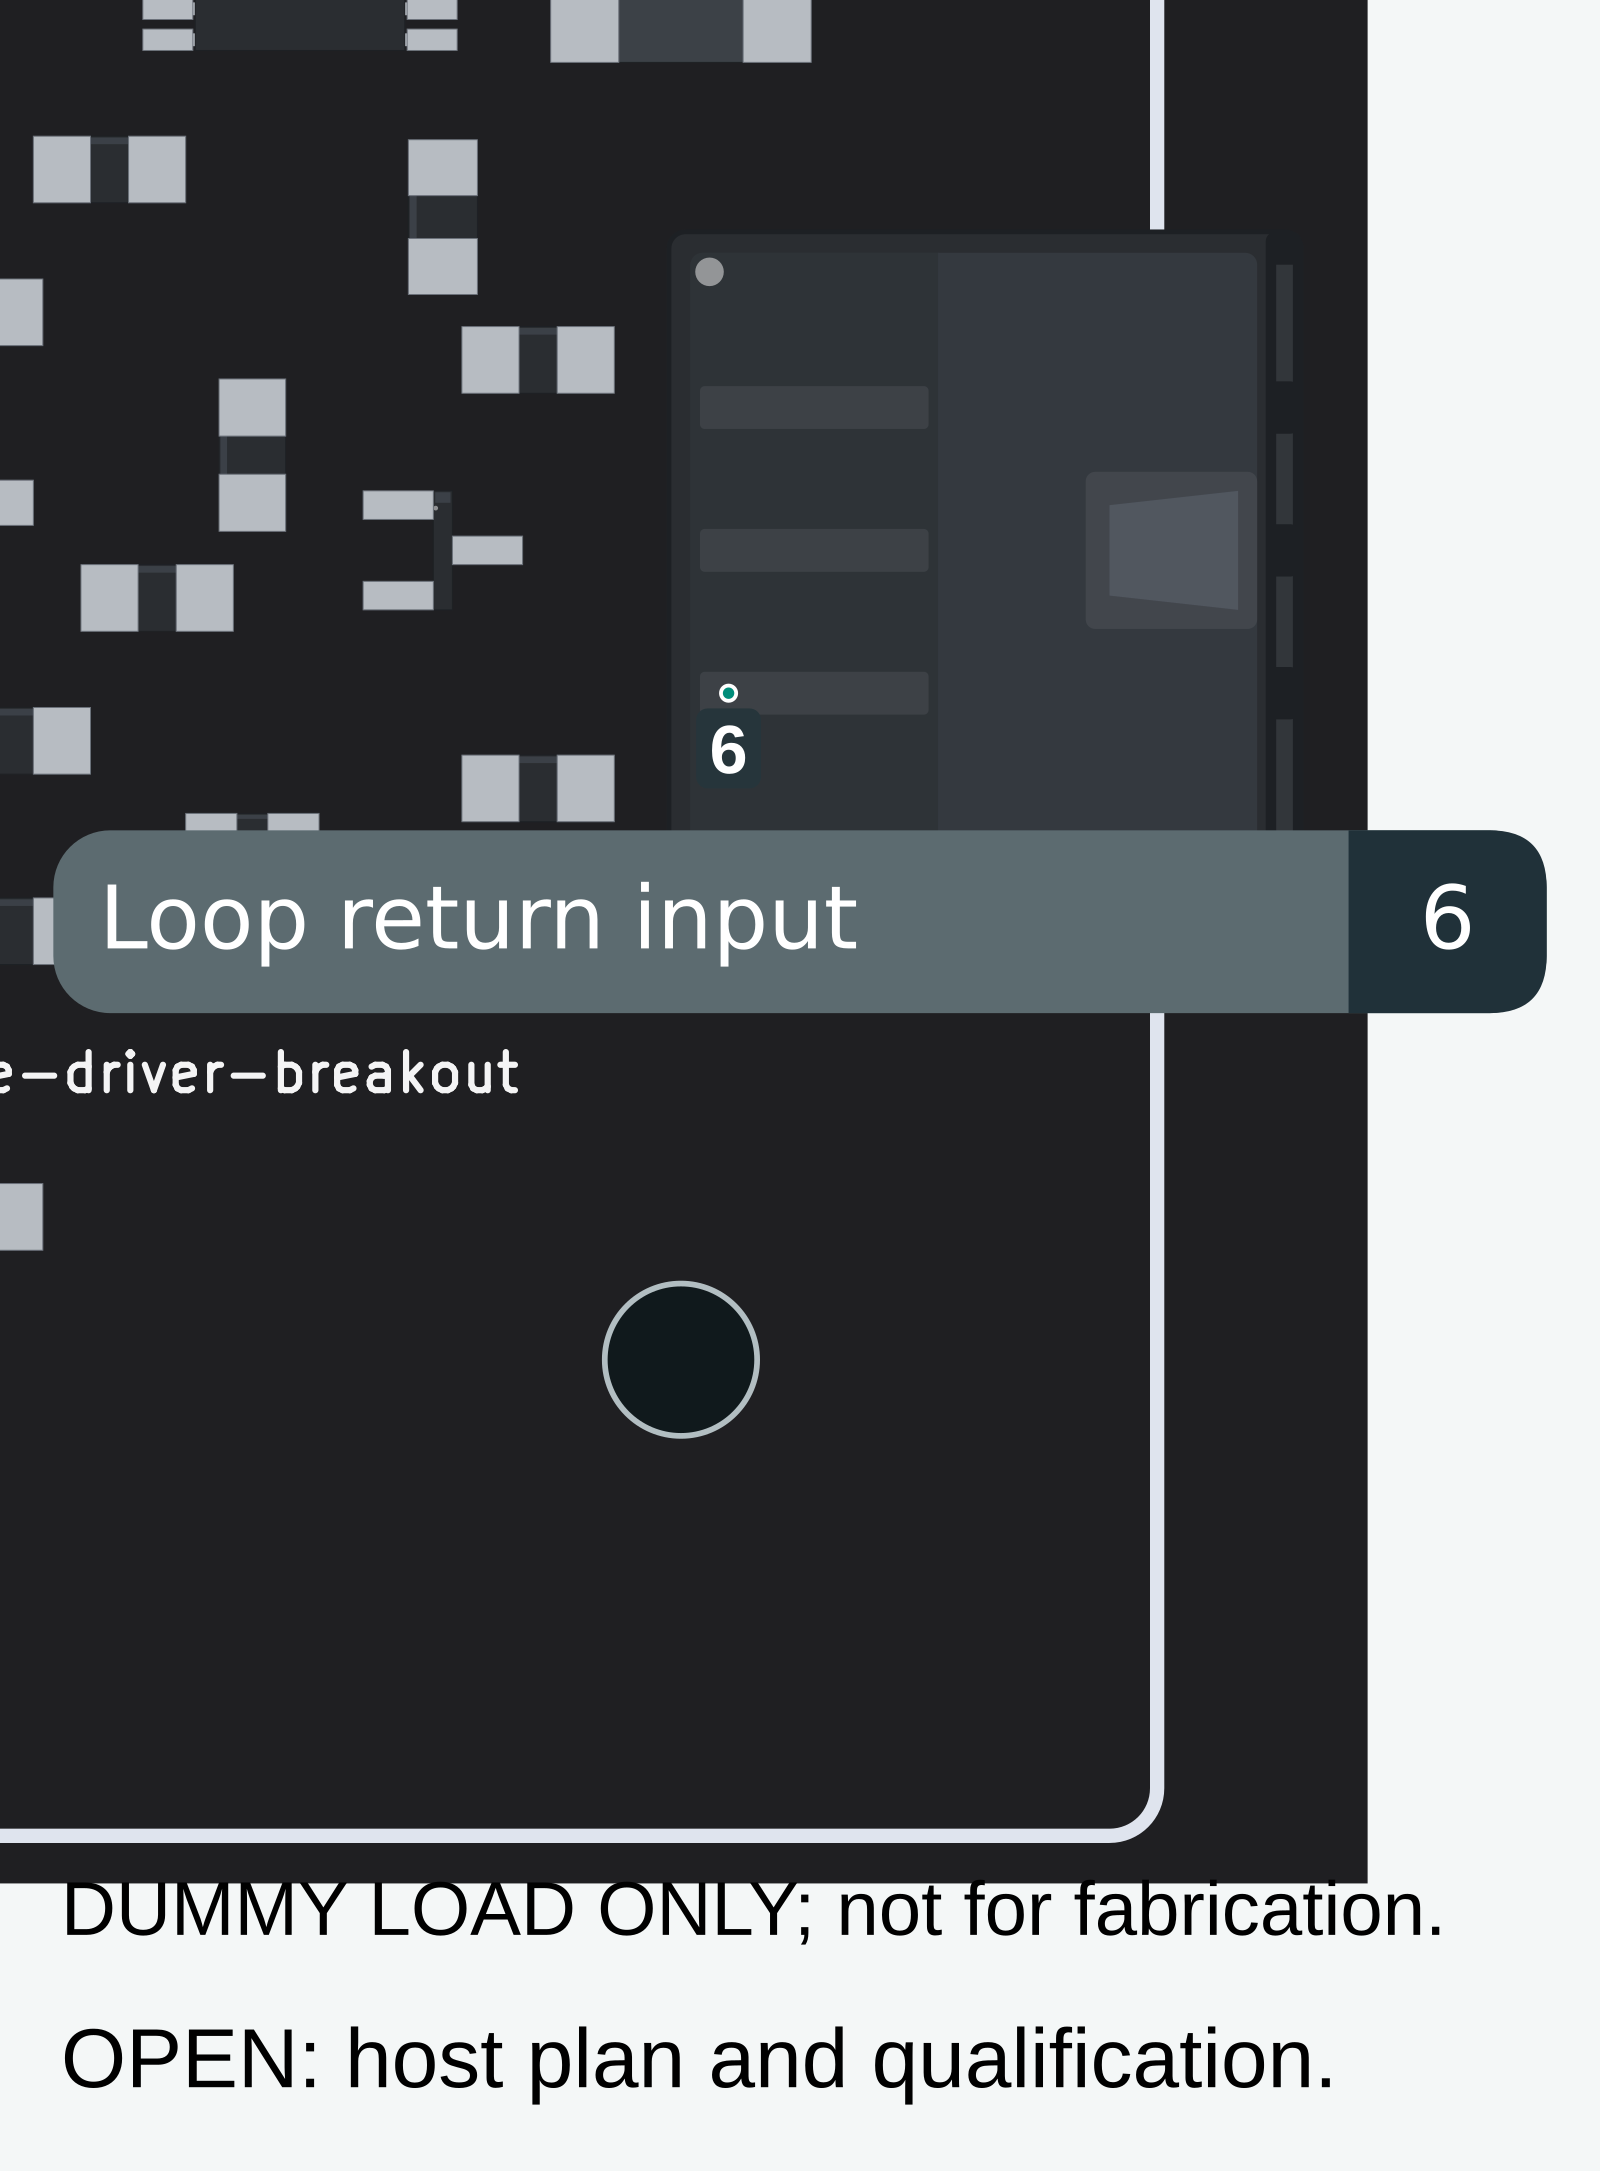 6
Loop return input 6
e-driver-breakout
DUMMY LOAD ONLY; not for fabrication.
OPEN: host plan and qualification.